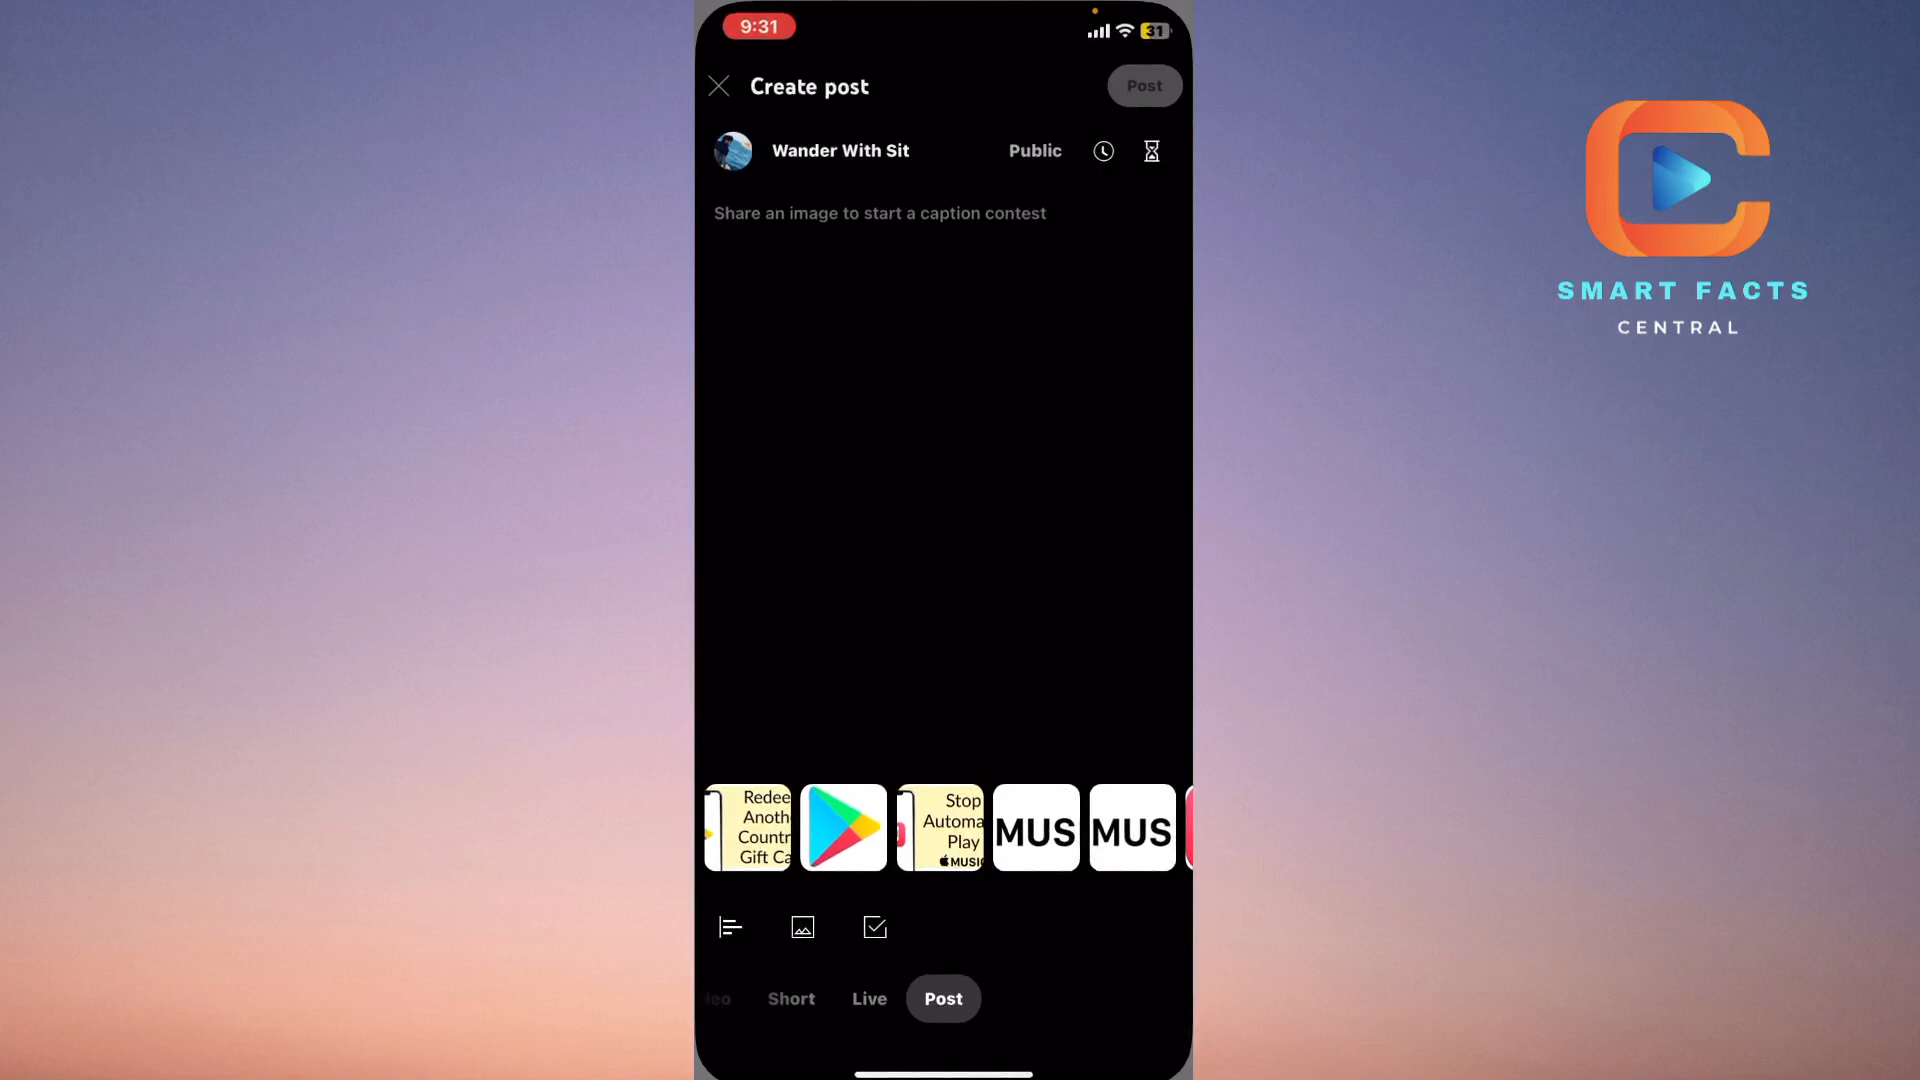 9:31
31
Create post
Post
Wander With Sit
Public
Share an image to start a caption contest
SMART FACTS
CENTRAL
Redee
Anoth
Countr
Gift Ca
Stop
Automa
Play
MUSIC
MUS
MUS
Short
Live
Post